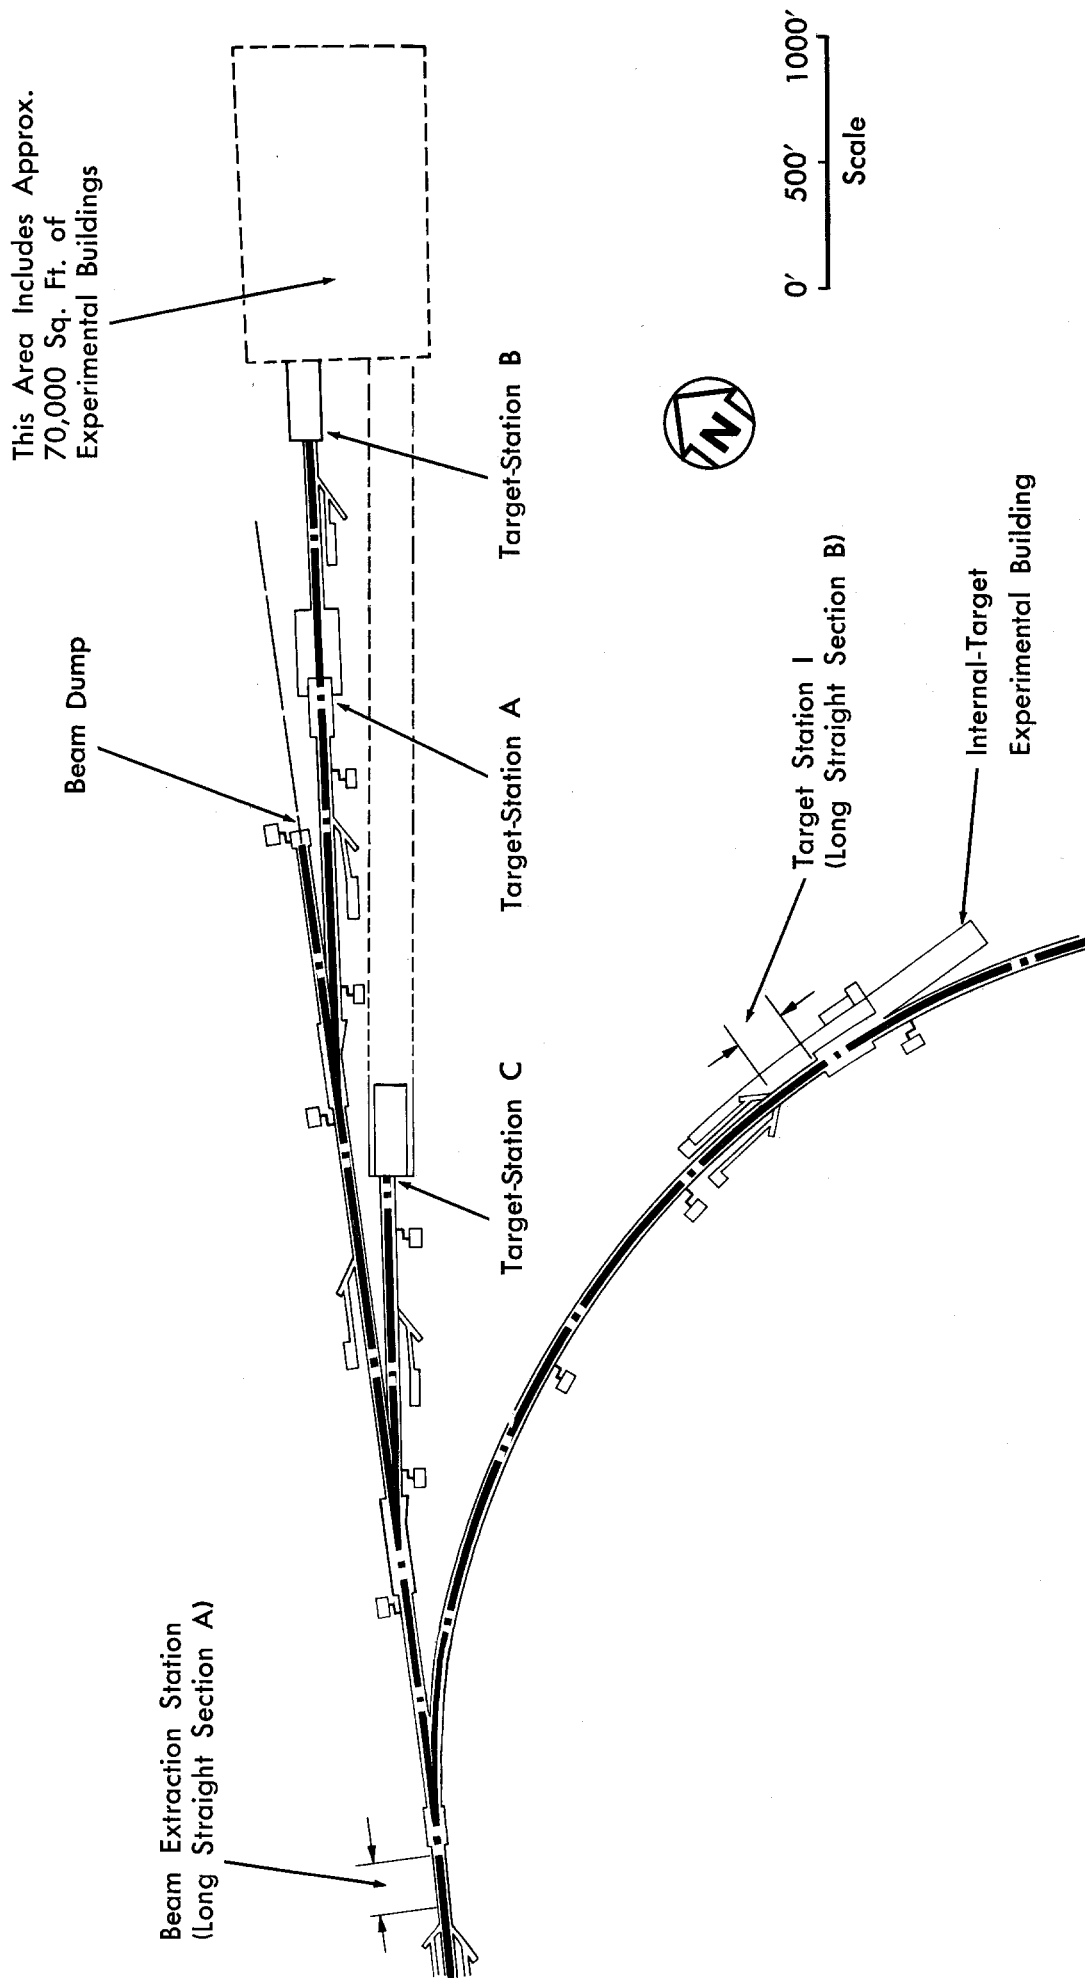 This Area Includes Approx.
70,000 Sq. Ft. of
Experimental Buildings
Beam Dump
Target-Station B
Target-Station A
Target-Station C
Beam Extraction Station
(Long Straight Section A)
Target Station I
(Long Straight Section B)
Internal-Target
Experimental Building
N
0' 500' 1000'
Scale